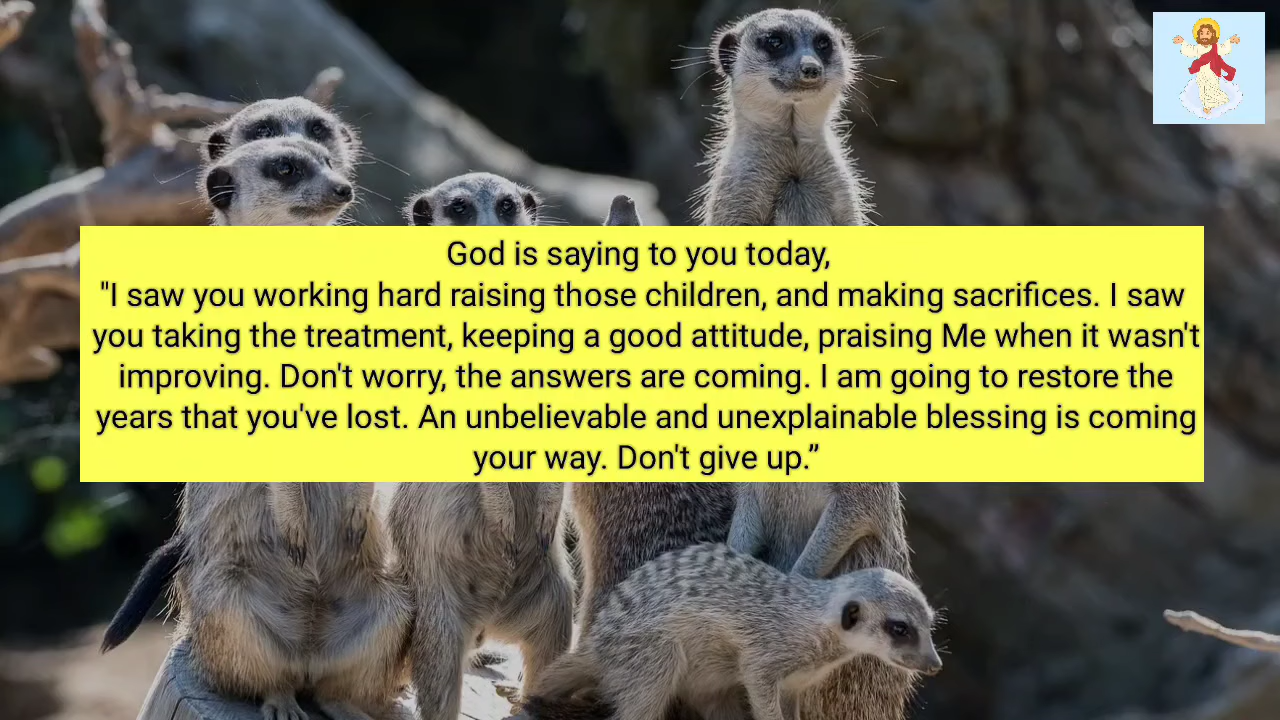 God is saying to you today,
"I saw you working hard raising those children, and making sacrifices. I saw
you taking the treatment, keeping a good attitude, praising Me when it wasn't
improving. Don't worry, the answers are coming. I am going to restore the
years that you've lost. An unbelievable and unexplainable blessing is coming
your way. Don't give up.”